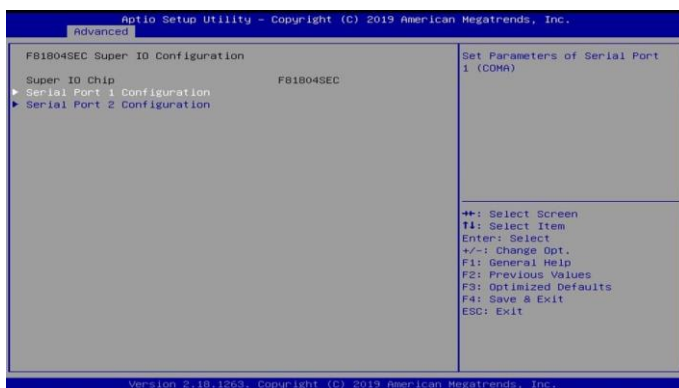 Aptio Setup Utility – Copyright (C) 2019 American Megatrends, Inc.
Advanced
F81804SEC Super IO Configuration
Super IO Chip F81804SEC
▶ Serial Port 1 Configuration
▶ Serial Port 2 Configuration
Set Parameters of Serial Port
1 (COMA)
→←: Select Screen
↑↓: Select Item
Enter: Select
+/-: Change Opt.
F1: General Help
F2: Previous Values
F3: Optimized Defaults
F4: Save & Exit
ESC: Exit
Version 2.18.1263. Copyright (C) 2019 American Megatrends, Inc.